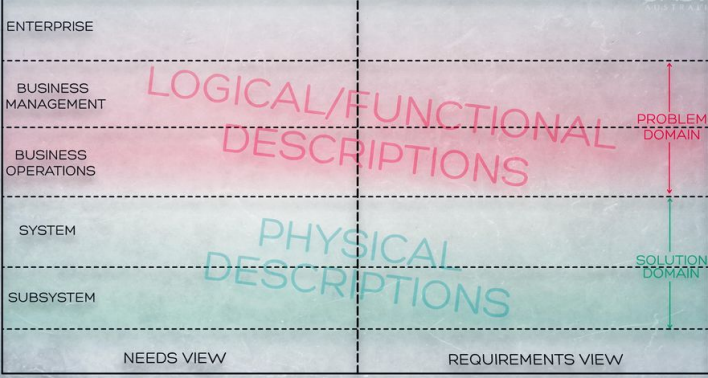 ENTERPRISE
BUSINESS
MANAGEMENT
BUSINESS
OPERATIONS
SYSTEM
SUBSYSTEM
LOGICAL/FUNCTIONAL
DESCRIPTIONS
PHYSICAL
DESCRIPTIONS
PROBLEM
DOMAIN
SOLUTION
DOMAIN
NEEDS VIEW
REQUIREMENTS VIEW